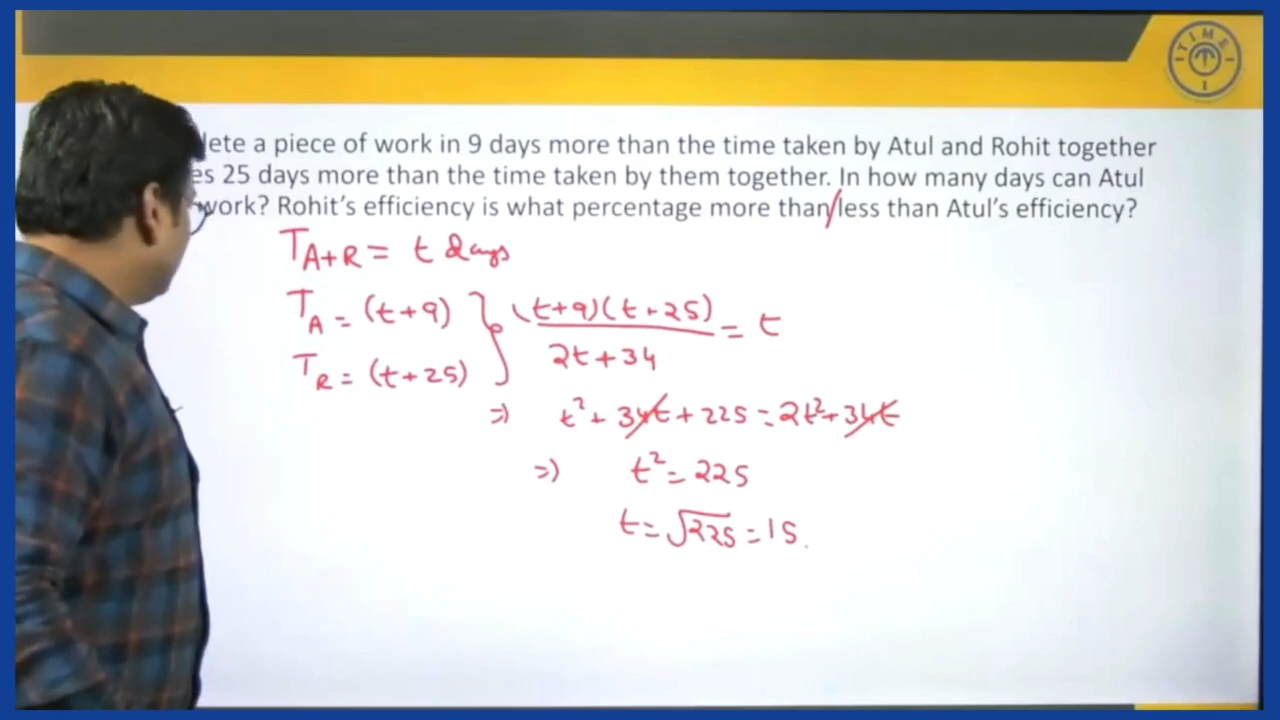 TIME
lete a piece of work in 9 days more than the time taken by Atul and Rohit together
es 25 days more than the time taken by them together. In how many days can Atul
work? Rohit's efficiency is what percentage more than/less than Atul's efficiency?
T_{A+R} = t days
T_A = (t+9) } (t+9)(t+25) / 2t+34 = t
T_R = (t+25)
=) t² + 34t + 225 = 2t² + 34t
=) t² = 225
t = √225 = 15.